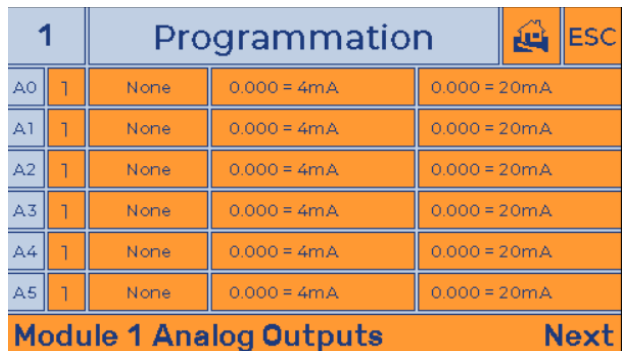 1 Programmation ESC
A0 1 None 0.000 = 4mA 0.000 = 20mA
A1 1 None 0.000 = 4mA 0.000 = 20mA
A2 1 None 0.000 = 4mA 0.000 = 20mA
A3 1 None 0.000 = 4mA 0.000 = 20mA
A4 1 None 0.000 = 4mA 0.000 = 20mA
A5 1 None 0.000 = 4mA 0.000 = 20mA
Module 1 Analog Outputs Next